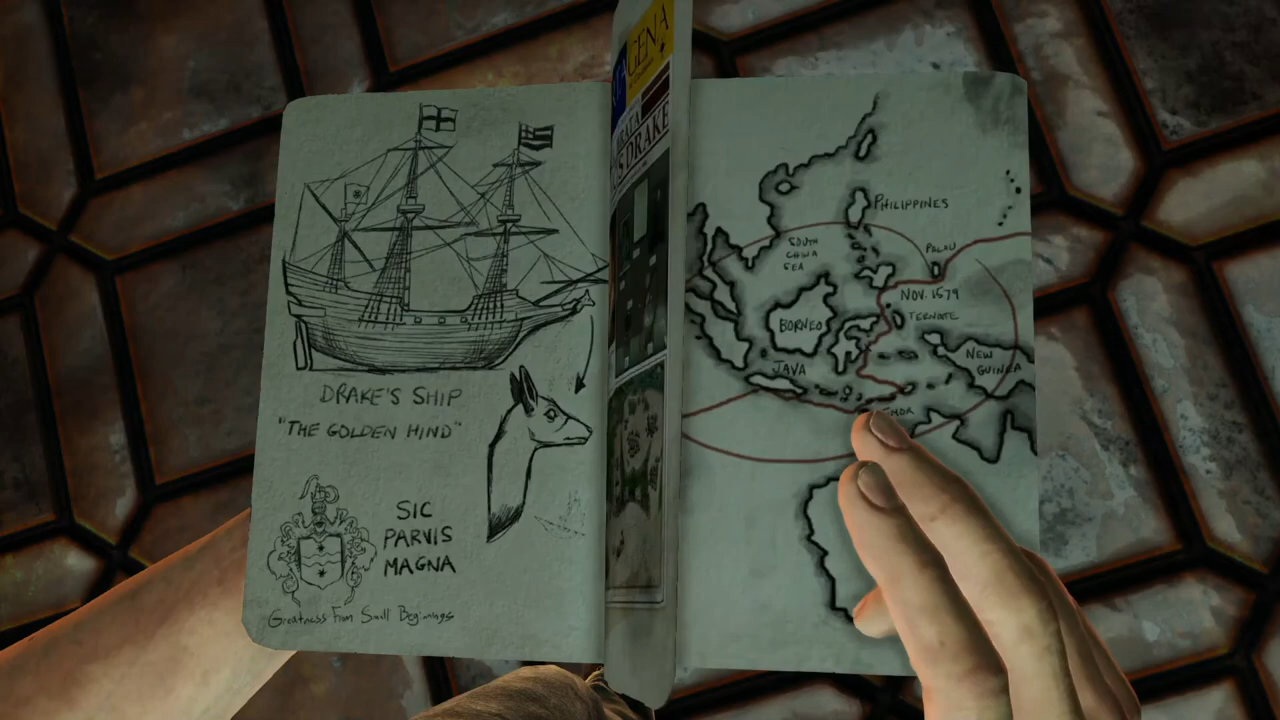 DRAKE'S SHIP
"THE GOLDEN HIND"
SIC
PARVIS
MAGNA
Greatness From Small Beginnings
GENA
DRAKE
PHILIPPINES
SOUTH
CHINA
SEA
PALAU
NOV. 1579
TERNATE
BORNEO
NEW
GUINEA
JAVA